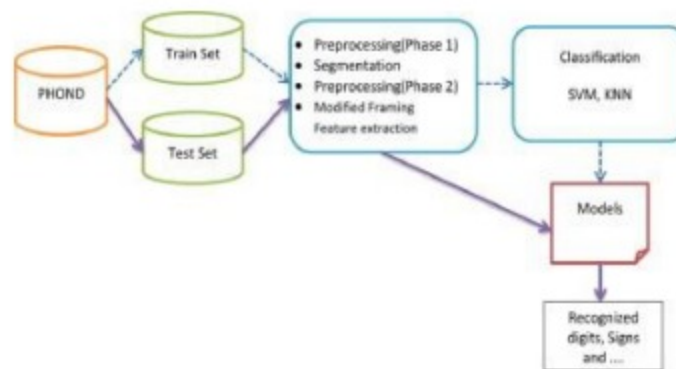 PHOND
Train Set
Test Set
• Preprocessing(Phase 1)
• Segmentation
• Preprocessing(Phase 2)
• Modified Framing
Feature extraction
Classification
SVM, KNN
Models
Recognized
digits, Signs
and ....